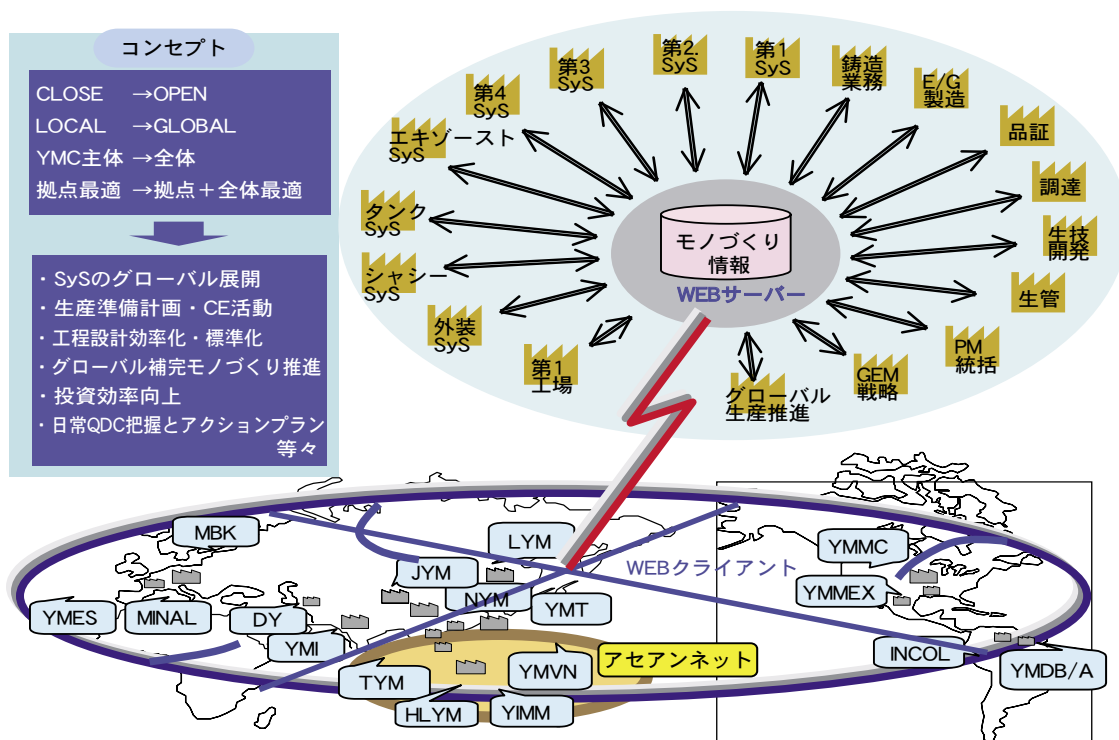 コンセプト
CLOSE →OPEN
LOCAL →GLOBAL
YMC主体 →全体
拠点最適 →拠点＋全体最適
・SySのグローバル展開
・生産準備計画・CE活動
・工程設計効率化・標準化
・グローバル補完モノづくり推進
・投資効率向上
・日常QDC把握とアクションプラン
等々
第1
工場
外装
SyS
シャシー
SyS
タンク
SyS
エキゾースト
SyS
第4
SyS
第3
SyS
第2.
SyS
第1
SyS
鋳造
業務
E/G
製造
品証
調達
生技
開発
生管
PM
統括
GEM
戦略
グローバル
生産推進
モノづくり
情報
WEBサーバー
WEBクライアント
MBK
LYM
JYM
NYM
YMT
YMES
MINAL
DY
YMI
TYM
HLYM
YIMM
YMVN
アセアンネット
YMMC
YMMEX
INCOL
YMDB/A